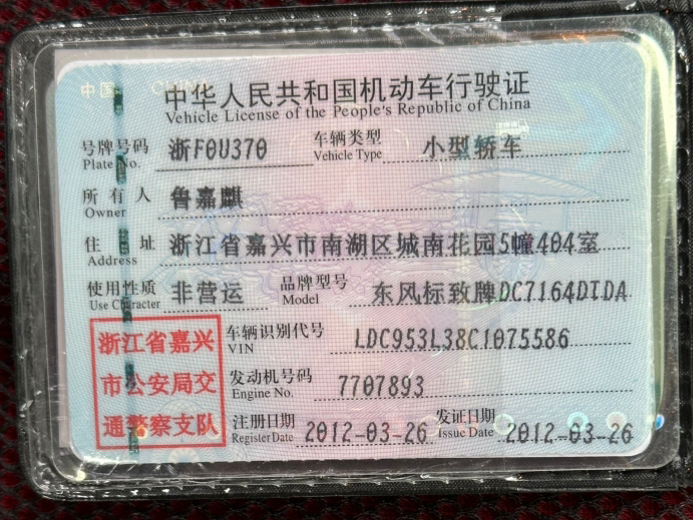 中国 CHINA
中华人民共和国机动车行驶证
Vehicle License of the People's Republic of China
号牌号码 浙F0U370 车辆类型 小型轿车
Plate No. Vehicle Type
所有人 鲁嘉麒
Owner
住址 浙江省嘉兴市南湖区城南花园5幢404室
Address
使用性质 非营运 品牌型号 东风标致牌DC7164DTDA
Use Character Model
浙江省嘉兴
市公安局交
通警察支队
车辆识别代号 LDC953L38C1075586
VIN
发动机号码 7707893
Engine No.
注册日期 2012-03-26 发证日期 2012-03-26
Register Date Issue Date